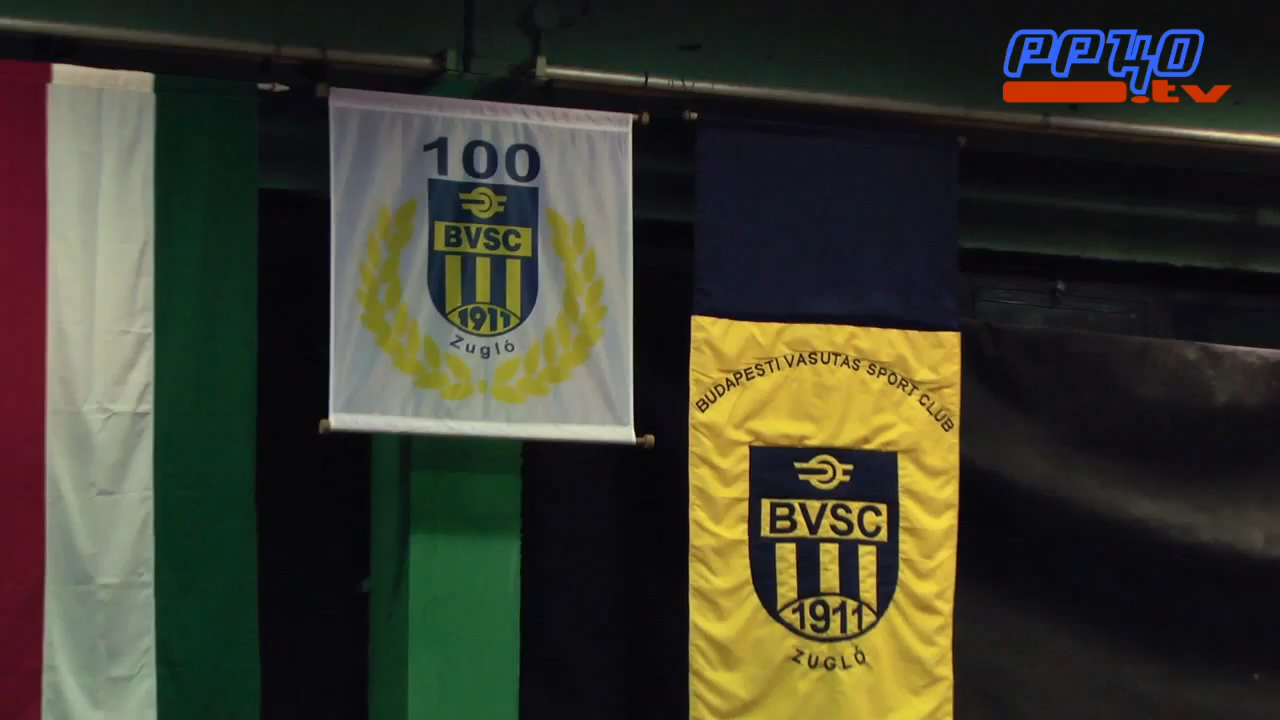 PP40
.tv
100
BVSC
1911
Zugló
BUDAPESTI VASUTAS SPORT CLUB
BVSC
1911
ZUGLÓ